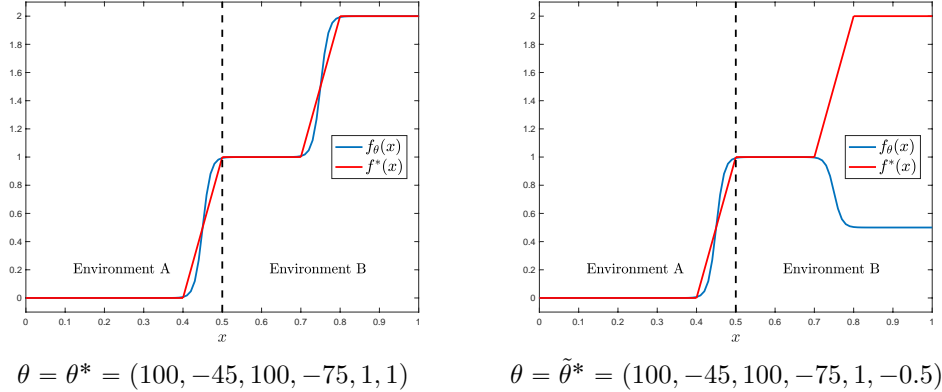 2
1.8
1.6
1.4
1.2
1
0.8
0.6
0.4
0.2
0
f_θ(x)
f*(x)
Environment A
Environment B
0 0.1 0.2 0.3 0.4 0.5 0.6 0.7 0.8 0.9 1
x
θ = θ* = (100, −45, 100, −75, 1, 1)
2
1.8
1.6
1.4
1.2
1
0.8
0.6
0.4
0.2
0
f_θ(x)
f*(x)
Environment A
Environment B
0 0.1 0.2 0.3 0.4 0.5 0.6 0.7 0.8 0.9 1
x
θ = θ̃* = (100, −45, 100, −75, 1, −0.5)